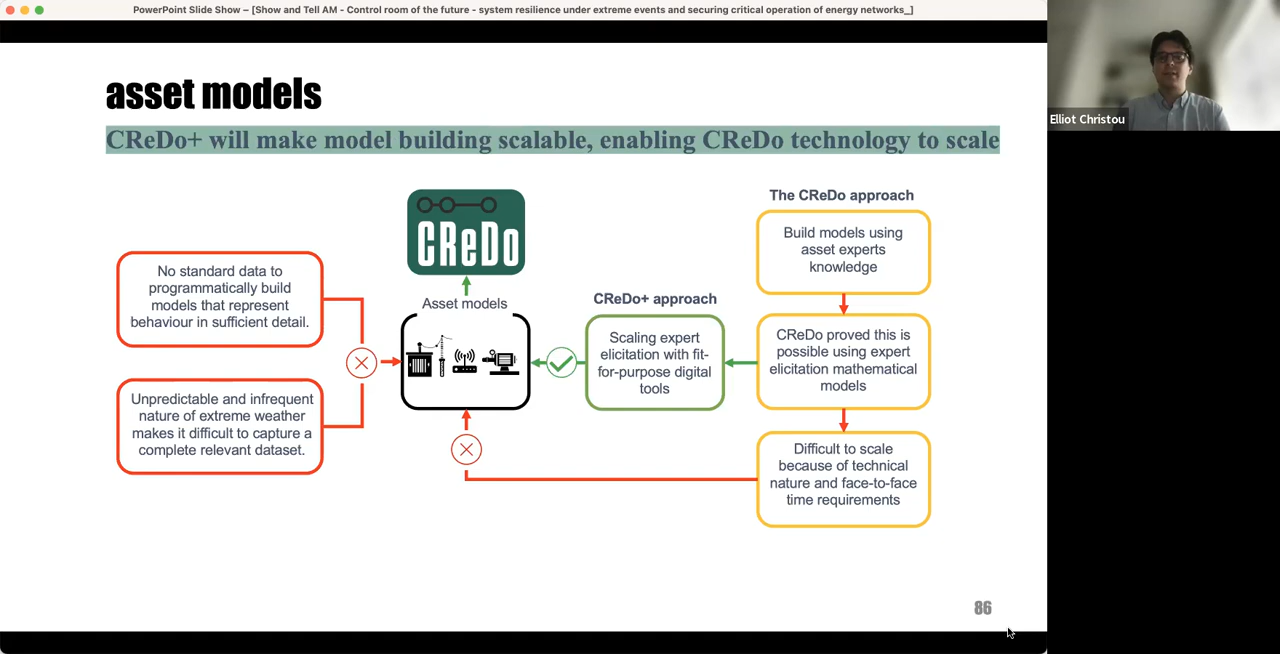 PowerPoint Slide Show – [Show and Tell AM - Control room of the future - system resilience under extreme events and securing critical operation of energy networks_]
Elliot Christou
asset models
CReDo+ will make model building scalable, enabling CReDo technology to scale
No standard data to
programmatically build
models that represent
behaviour in sufficient detail.
Unpredictable and infrequent
nature of extreme weather
makes it difficult to capture a
complete relevant dataset.
CReDo
Asset models
CReDo+ approach
Scaling expert
elicitation with fit-
for-purpose digital
tools
The CReDo approach
Build models using
asset experts
knowledge
CReDo proved this is
possible using expert
elicitation mathematical
models
Difficult to scale
because of technical
nature and face-to-face
time requirements
86